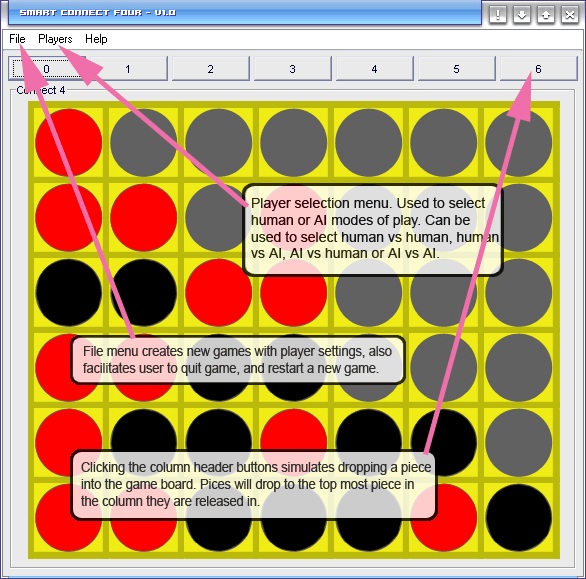 SMART CONNECT FOUR - V1.0
File Players Help
0 1 2 3 4 5 6
Connect 4
Player selection menu. Used to select
human or AI modes of play. Can be
used to select human vs human, human
vs AI, AI vs human or AI vs AI.
File menu creates new games with player settings, also
facilitates user to quit game, and restart a new game.
Clicking the column header buttons simulates dropping a piece
into the game board. Pices will drop to the top most piece in
the column they are released in.